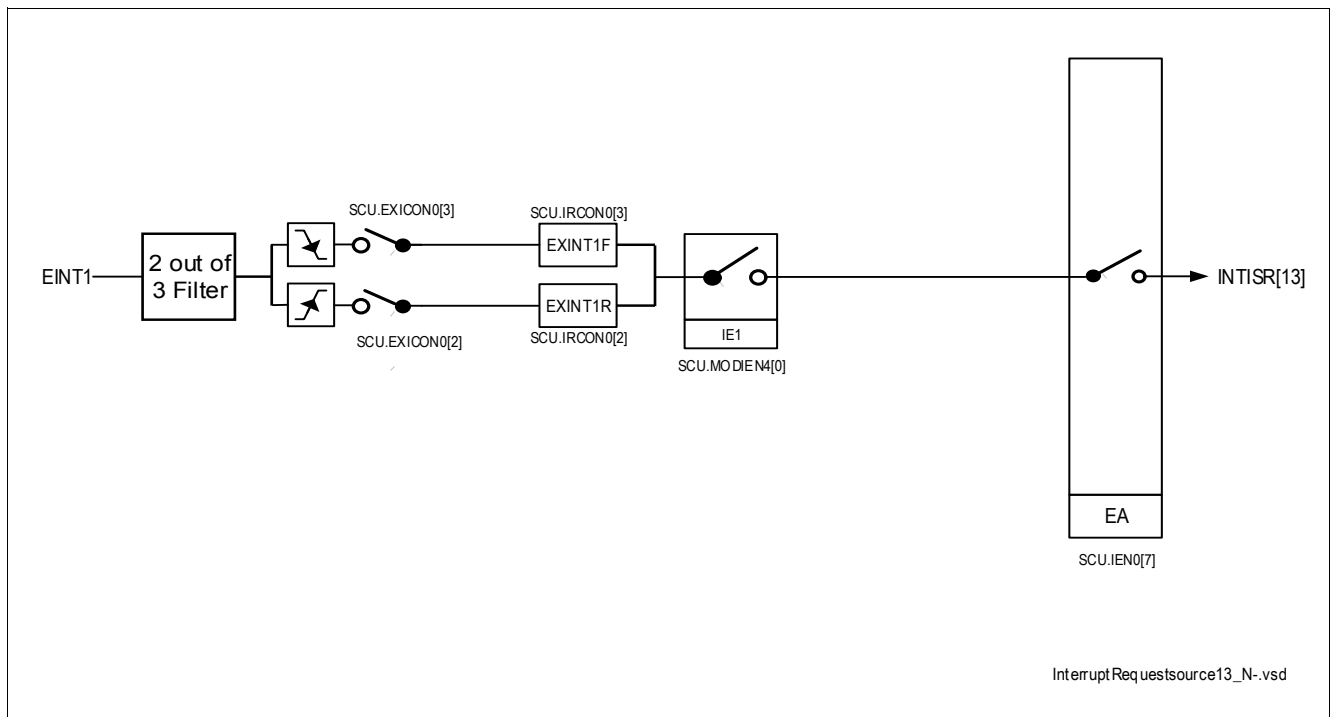 SCU.EXICON0[3]
SCU.IRCON0[3]
EINT1
2 out of
3 Filter
EXINT1F
EXINT1R
INTISR[13]
SCU.EXICON0[2]
SCU.IRCON0[2]
IE1
SCU.MODIEN4[0]
EA
SCU.IEN0[7]
InterruptRequestsource13_N-.vsd